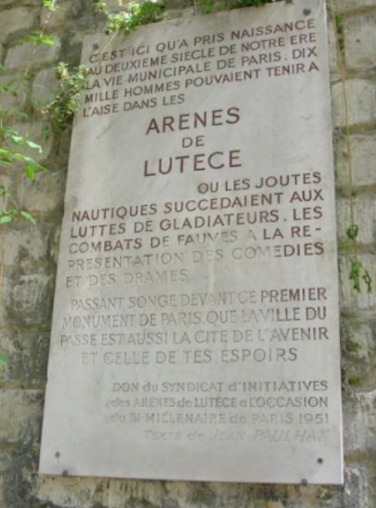 C'EST ICI QU'A PRIS NAISSANCE
AU DEUXIEME SIECLE DE NOTRE ERE
LA VIE MUNICIPALE DE PARIS. DIX
MILLE HOMMES POUVAIENT TENIR A
L'AISE DANS LES
ARENES
DE
LUTECE
OU LES JOUTES
NAUTIQUES SUCCEDAIENT AUX
LUTTES DE GLADIATEURS. LES
COMBATS DE FAUVES A LA RE-
PRESENTATION DES COMEDIES
ET DES DRAMES
PASSANT SONGE DEVANT CE PREMIER
MONUMENT DE PARIS QUE LA VILLE DU
PASSE EST AUSSI LA CITE DE L'AVENIR
ET CELLE DE TES ESPOIRS
DON du SYNDICAT d'INITIATIVES
des ARENES de LUTECE a L'OCCASION
du BI-MILLENAIRE de PARIS 1951
TEXTE de JEAN PAULHAN